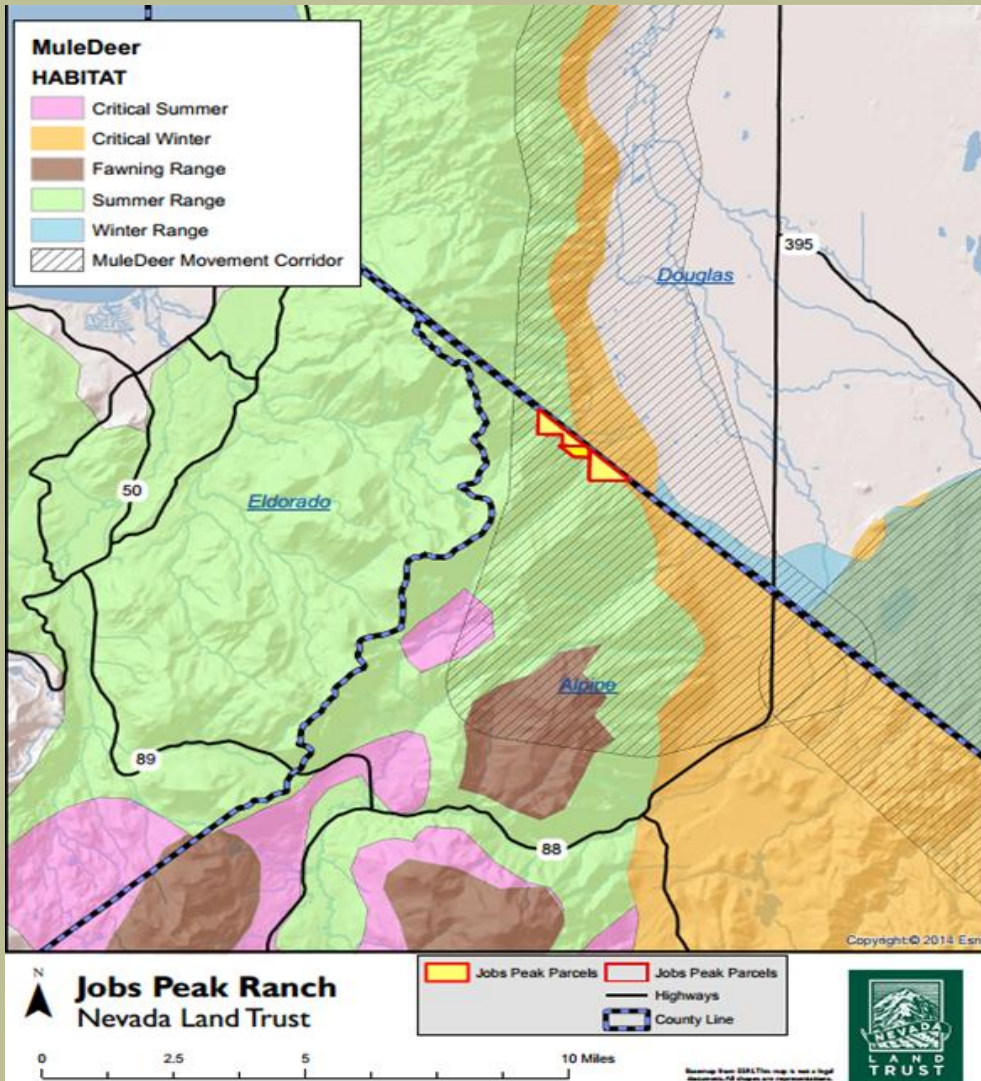 MuleDeer
HABITAT
Critical Summer
Critical Winter
Fawning Range
Summer Range
Winter Range
MuleDeer Movement Corridor
395
Douglas
50
Eldorado
Alpine
89
88
Copyright:© 2014 Esri
N
Jobs Peak Ranch
Nevada Land Trust
0 2.5 5 10 Miles
Jobs Peak Parcels
Jobs Peak Parcels
Highways
County Line
NEVADA
LAND
TRUST